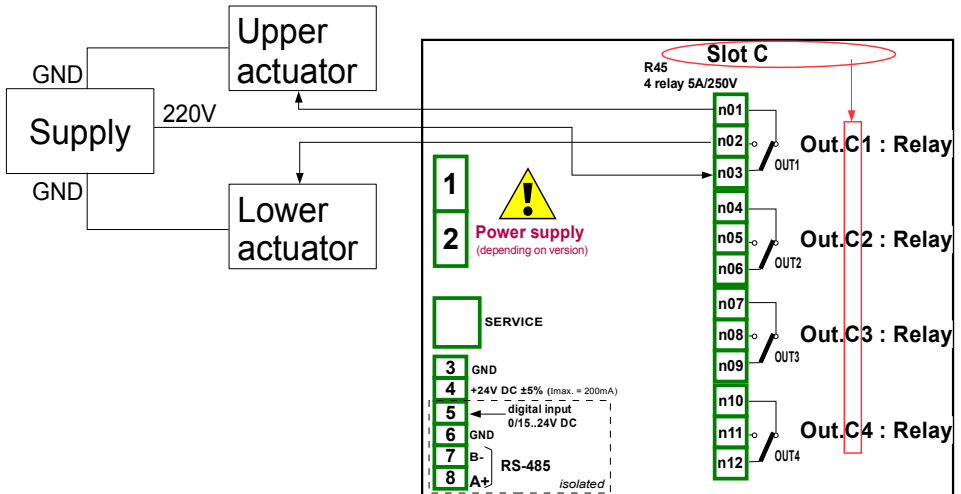 Upper
actuator
GND
Supply
220V
GND
Lower
actuator
Slot C
R45
4 relay 5A/250V
n01
n02
n03
OUT1
Out.C1 : Relay
n04
n05
n06
OUT2
Out.C2 : Relay
n07
n08
n09
OUT3
Out.C3 : Relay
n10
n11
n12
OUT4
Out.C4 : Relay
1
2
!
Power supply
(depending on version)
SERVICE
3 GND
4 +24V DC ±5% (Imax. = 200mA)
5 digital input
0/15..24V DC
6 GND
7 B-
8 A+
RS-485
isolated